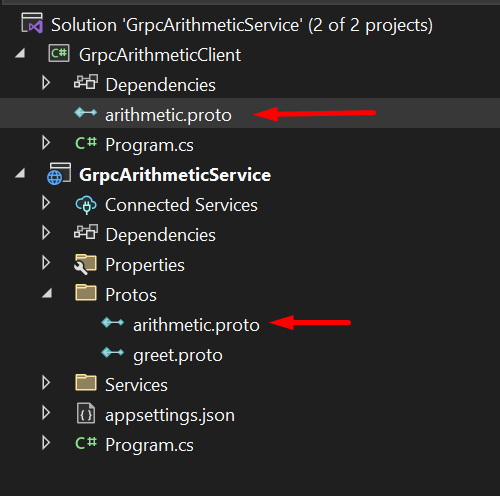 Solution 'GrpcArithmeticService' (2 of 2 projects)
C# GrpcArithmeticClient
Dependencies
arithmetic.proto
C# Program.cs
GrpcArithmeticService
Connected Services
Dependencies
Properties
Protos
arithmetic.proto
greet.proto
Services
appsettings.json
C# Program.cs